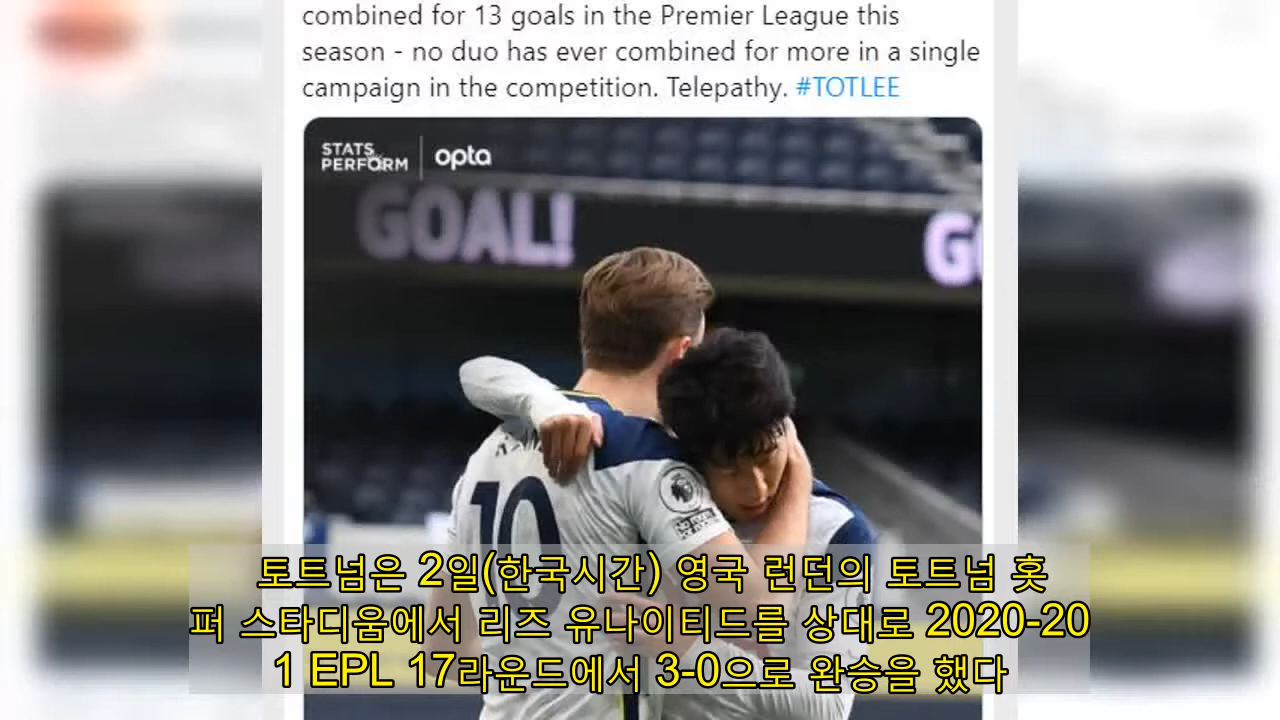 combined for 13 goals in the Premier League this
season - no duo has ever combined for more in a single
campaign in the competition. Telepathy. #TOTLEE
STATS
PERFORM
opta
GOAL!
10
토트넘은 2일(한국시간) 영국 런던의 토트넘 홋
퍼 스타디움에서 리즈 유나이티드를 상대로 2020-20
1 EPL 17라운드에서 3-0으로 완승을 했다